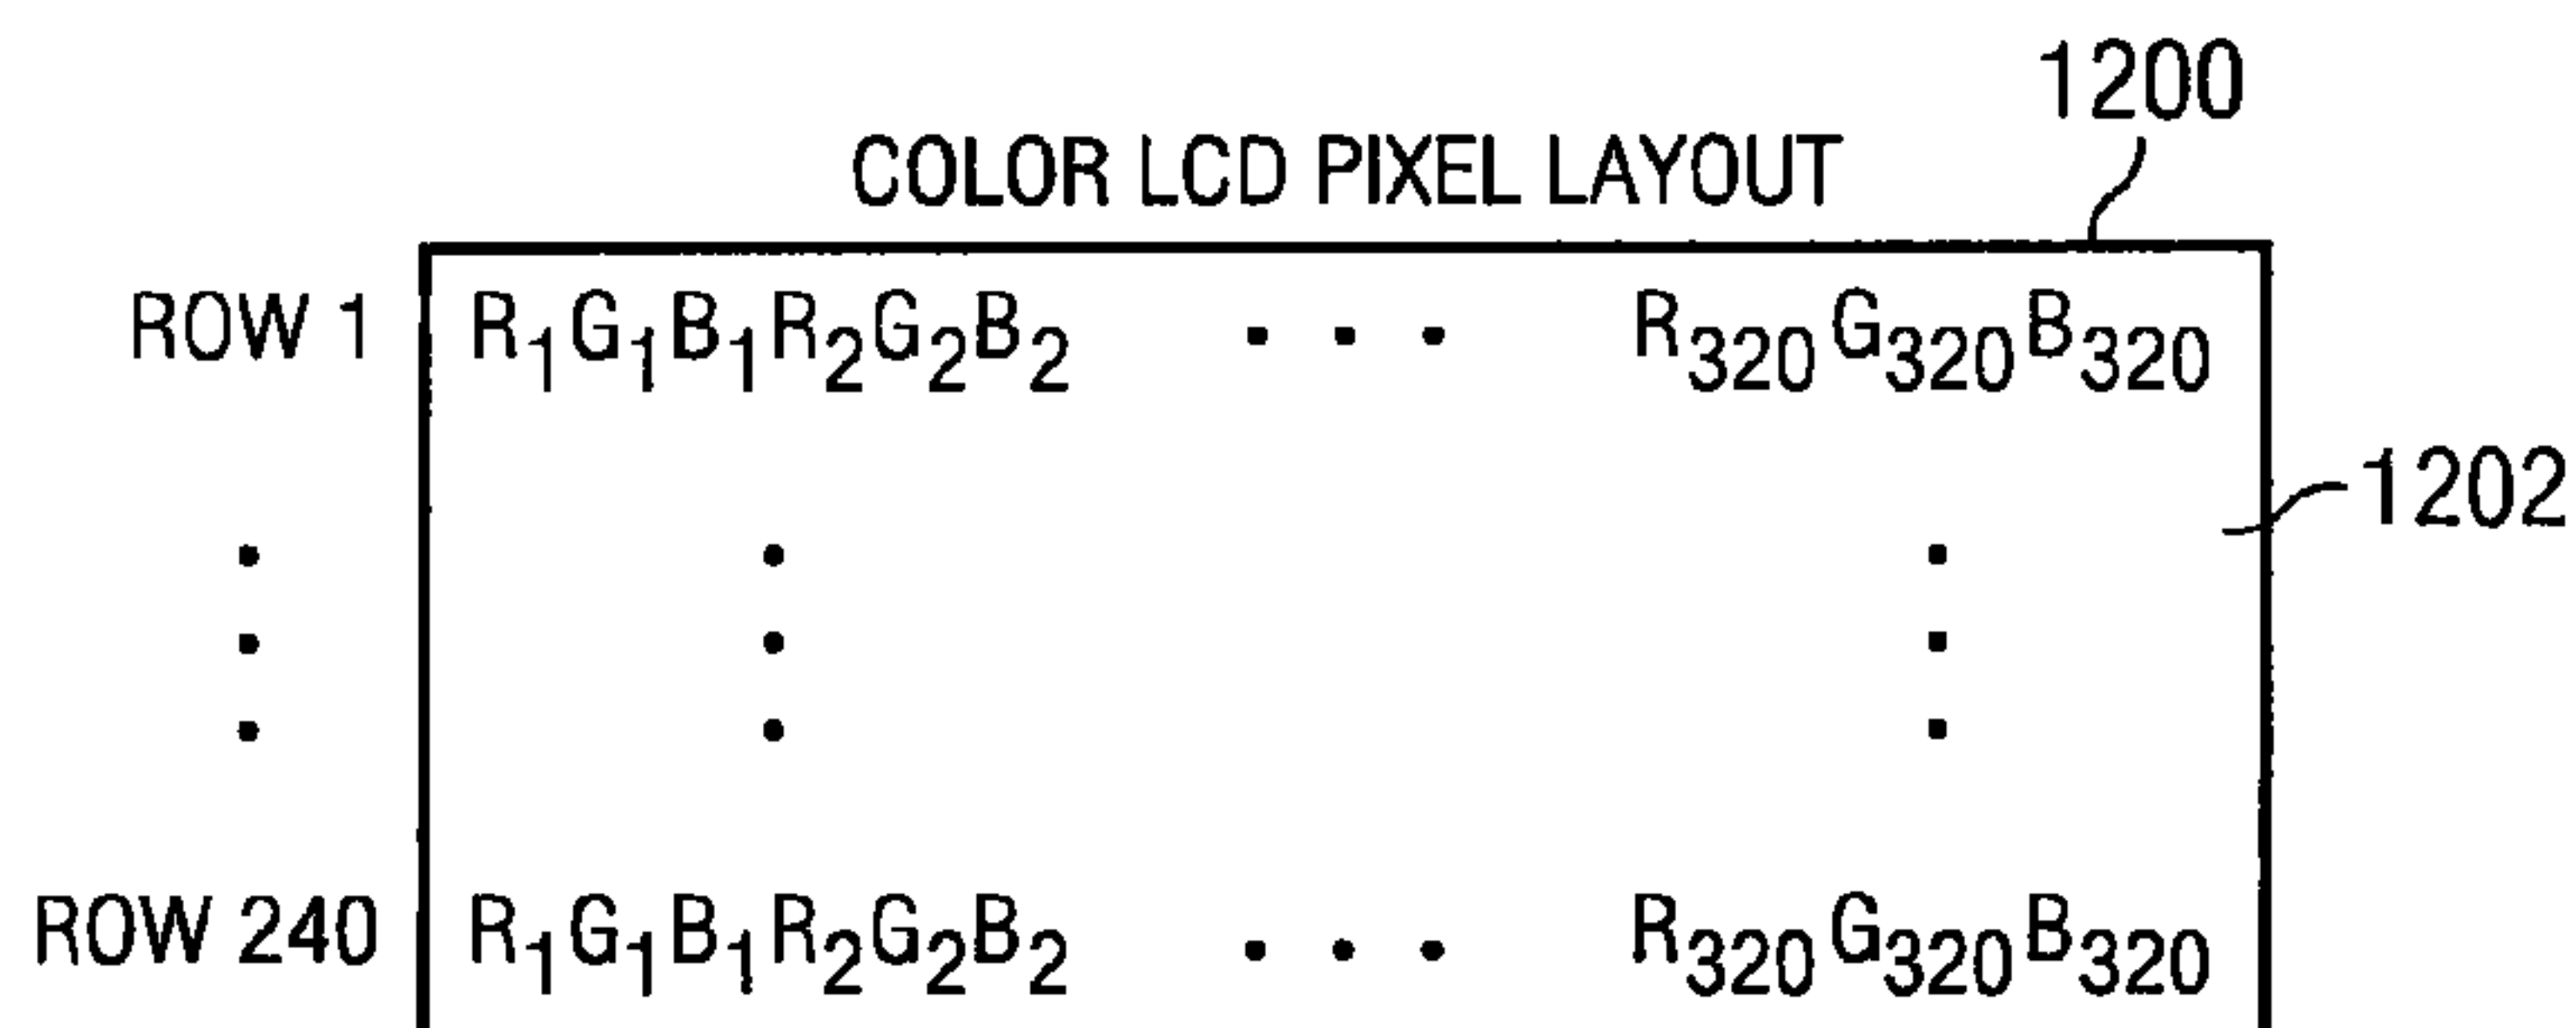 1200
COLOR LCD PIXEL LAYOUT
ROW 1 R₁G₁B₁R₂G₂B₂ . . . R₃₂₀G₃₂₀B₃₂₀
1202
ROW 240 R₁G₁B₁R₂G₂B₂ . . . R₃₂₀G₃₂₀B₃₂₀